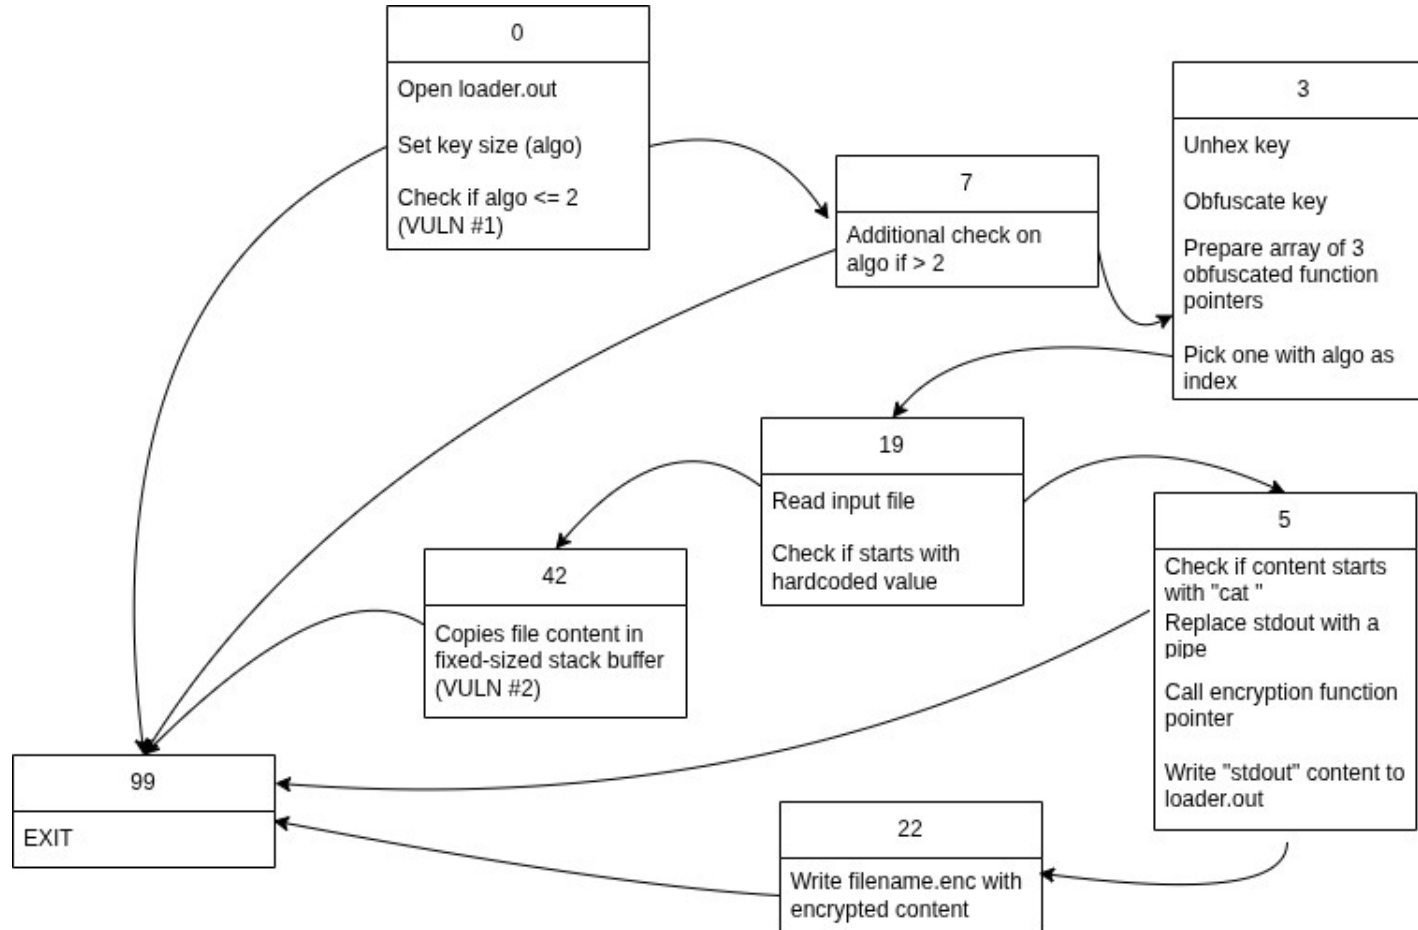 0
Open loader.out
Set key size (algo)
Check if algo <= 2
(VULN #1)
7
Additional check on
algo if > 2
3
Unhex key
Obfuscate key
Prepare array of 3
obfuscated function
pointers
Pick one with algo as
index
19
Read input file
Check if starts with
hardcoded value
42
Copies file content in
fixed-sized stack buffer
(VULN #2)
5
Check if content starts
with "cat "
Replace stdout with a
pipe
Call encryption function
pointer
Write "stdout" content to
loader.out
99
EXIT
22
Write filename.enc with
encrypted content